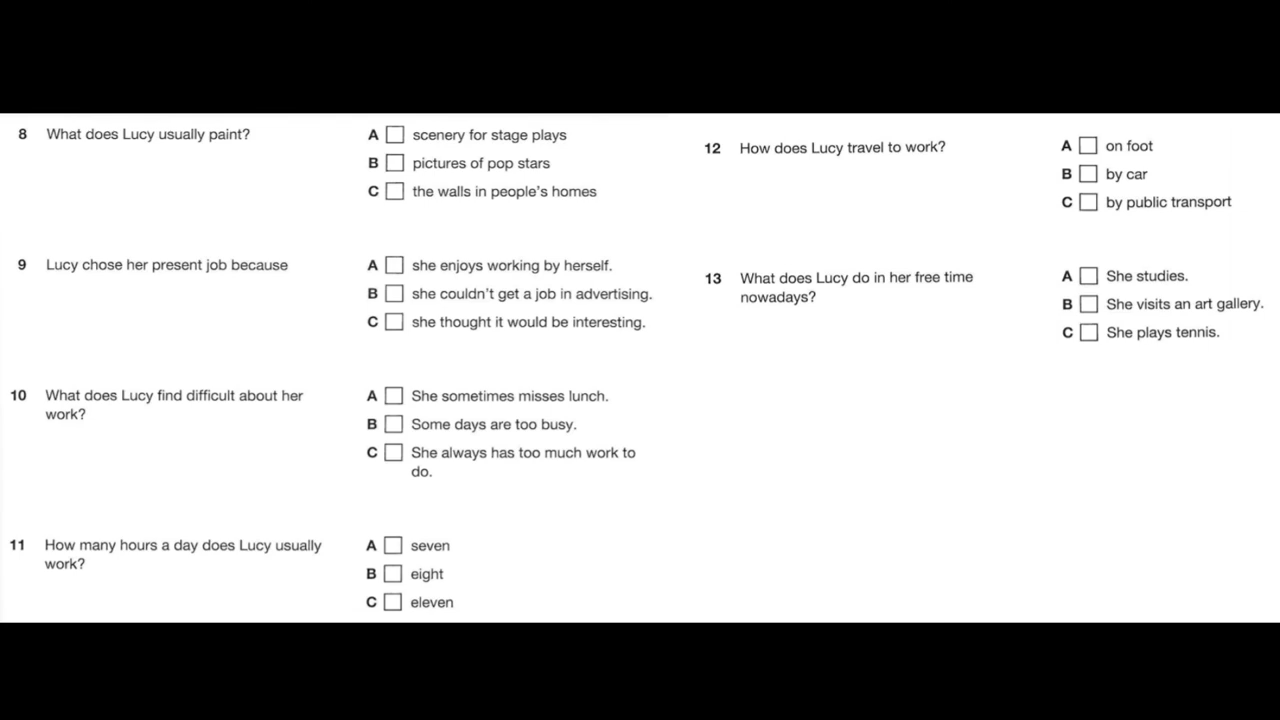 8 What does Lucy usually paint?
A scenery for stage plays
B pictures of pop stars
C the walls in people's homes
9 Lucy chose her present job because
A she enjoys working by herself.
B she couldn't get a job in advertising.
C she thought it would be interesting.
10 What does Lucy find difficult about her
work?
A She sometimes misses lunch.
B Some days are too busy.
C She always has too much work to
do.
11 How many hours a day does Lucy usually
work?
A seven
B eight
C eleven
12 How does Lucy travel to work?
A on foot
B by car
C by public transport
13 What does Lucy do in her free time
nowadays?
A She studies.
B She visits an art gallery.
C She plays tennis.